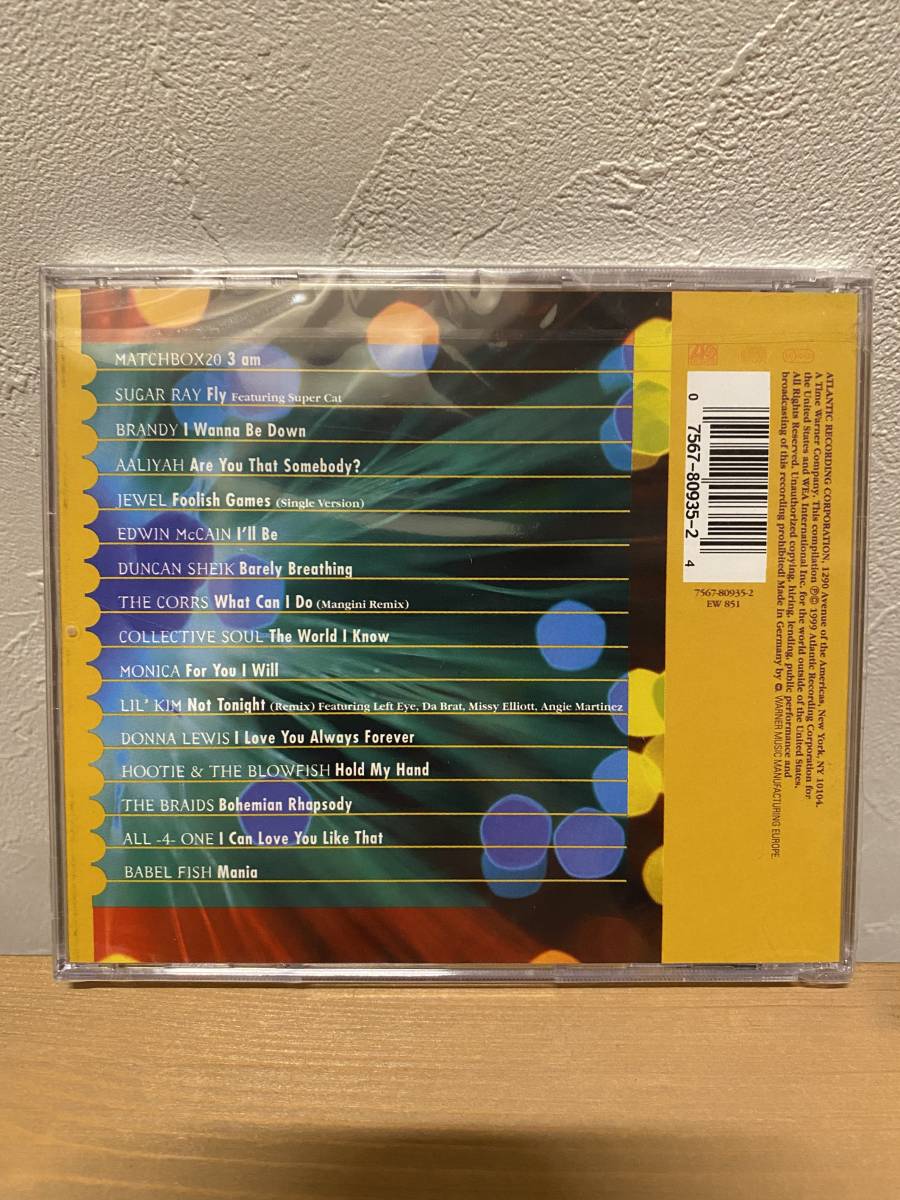 MATCHBOX20 3 am
SUGAR RAY Fly Featuring Super Cat
BRANDY I Wanna Be Down
AALIYAH Are You That Somebody?
JEWEL Foolish Games (Single Version)
EDWIN McCAIN I'll Be
DUNCAN SHEIK Barely Breathing
THE CORRS What Can I Do (Mangini Remix)
COLLECTIVE SOUL The World I Know
MONICA For You I Will
LIL' KIM Not Tonight (Remix) Featuring Left Eye, Da Brat, Missy Elliott, Angie Martinez
DONNA LEWIS I Love You Always Forever
HOOTIE & THE BLOWFISH Hold My Hand
THE BRAIDS Bohemian Rhapsody
ALL -4- ONE I Can Love You Like That
BABEL FISH Mania
0 7567-80935-2 4
7567-80935-2
EW 851
ATLANTIC RECORDING CORPORATION, 1290 Avenue of the Americas, New York, NY 10104.
A Time Warner Company. This compilation ℗© 1999 Atlantic Recording Corporation for
the United States and WEA International Inc. for the world outside of the United States.
All Rights Reserved. Unauthorized copying, hiring, lending, public performance and
broadcasting of this recording prohibited! Made in Germany by WARNER MUSIC MANUFACTURING EUROPE.